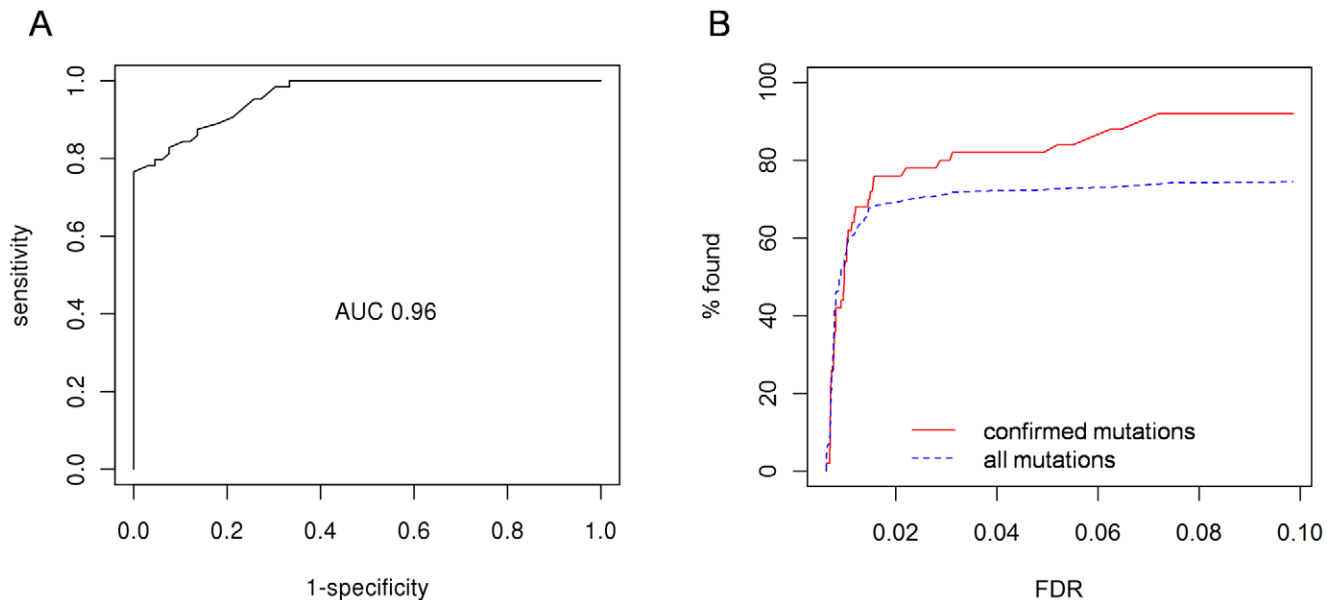 A
1.0
0.8
0.6
0.4
0.2
0.0
sensitivity
AUC 0.96
0.0 0.2 0.4 0.6 0.8 1.0
1-specificity
B
100
80
60
40
20
0
% found
confirmed mutations
all mutations
0.02 0.04 0.06 0.08 0.10
FDR